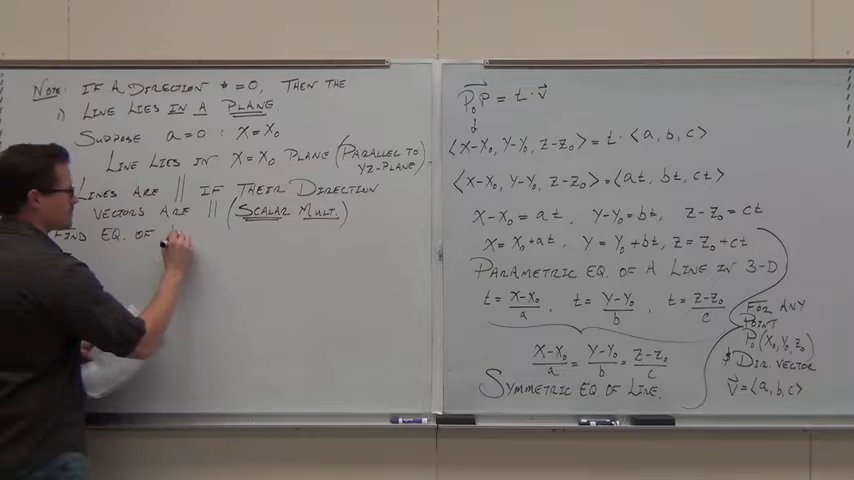 Note: IF A DIRECTION # = 0, THEN THE
1) LINE LIES IN A PLANE.
SUPPOSE a = 0 : X = X₀
LINE LIES IN X = X₀ PLANE (PARALLEL TO
YZ-PLANE)
LINES ARE || IF THEIR DIRECTION
VECTORS ARE || (SCALAR MULT.)
FIND EQ. OF
P₀P⃗ = t · v⃗
⟨X-X₀, Y-Y₀, Z-Z₀⟩ = t · ⟨a, b, c⟩
⟨X-X₀, Y-Y₀, Z-Z₀⟩ = ⟨at, bt, ct⟩
X-X₀ = at, Y-Y₀ = bt, Z-Z₀ = ct
X = X₀+at, Y = Y₀+bt, Z = Z₀+ct
PARAMETRIC EQ. OF A LINE IN 3-D
t = (X-X₀)/a, t = (Y-Y₀)/b, t = (Z-Z₀)/c
(X-X₀)/a = (Y-Y₀)/b = (Z-Z₀)/c
SYMMETRIC EQ. OF LINE.
FOR ANY
POINT
P₀(X₀, Y₀, Z₀)
& DIR. VECTOR
v⃗ = ⟨a, b, c⟩